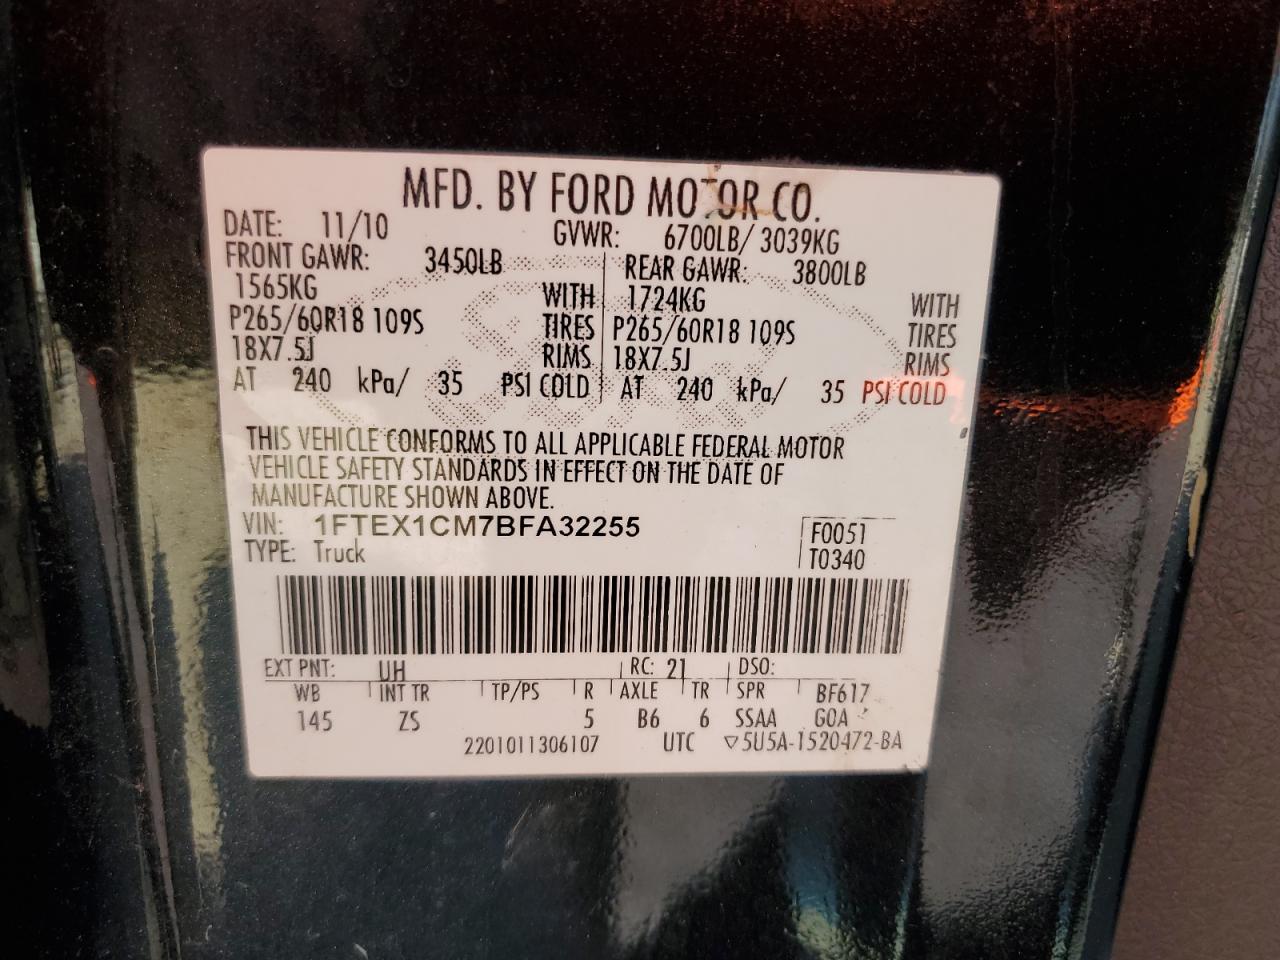 MFD. BY FORD MOTOR CO.
DATE: 11/10 GVWR: 6700LB/ 3039KG
FRONT GAWR: 3450LB REAR GAWR: 3800LB
1565KG WITH 1724KG WITH
P265/60R18 109S TIRES P265/60R18 109S TIRES
18X7.5J RIMS 18X7.5J RIMS
AT 240 kPa/ 35 PSI COLD AT 240 kPa/ 35 PSI COLD
THIS VEHICLE CONFORMS TO ALL APPLICABLE FEDERAL MOTOR
VEHICLE SAFETY STANDARDS IN EFFECT ON THE DATE OF
MANUFACTURE SHOWN ABOVE.
VIN: 1FTEX1CM7BFA32255 F0051
TYPE: Truck T0340
EXT PNT: UH RC: 21 DSO:
WB INT TR TP/PS R AXLE TR SPR BF617
145 ZS 5 B6 6 SSAA GOA
2201011306107 UTC ▽5U5A-1520472-BA